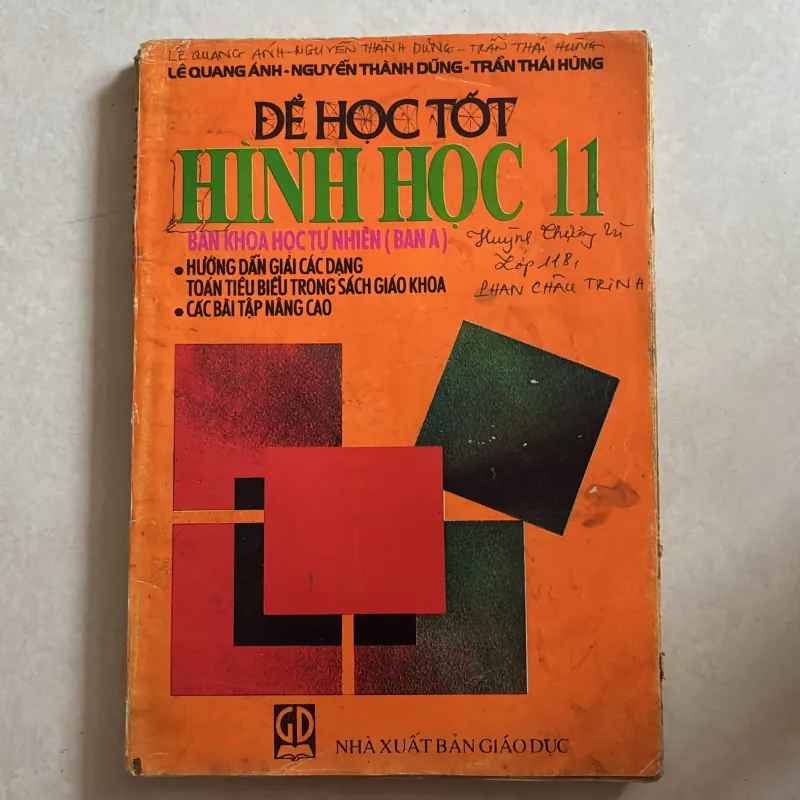 LÊ QUANG ÁNH - NGUYỄN THÀNH DŨNG - TRẦN THÁI HÙNG
LÊ QUANG ÁNH - NGUYỄN THÀNH DŨNG - TRẦN THÁI HÙNG
ĐỂ HỌC TỐT
HÌNH HỌC 11
BAN KHOA HỌC TỰ NHIÊN ( BAN A )
Huỳnh
Lớp 11B1
PHAN CHÂU TRINH
• HƯỚNG DẪN GIẢI CÁC DẠNG
TOÁN TIÊU BIỂU TRONG SÁCH GIÁO KHOA
• CÁC BÀI TẬP NÂNG CAO
GD
NHÀ XUẤT BẢN GIÁO DỤC